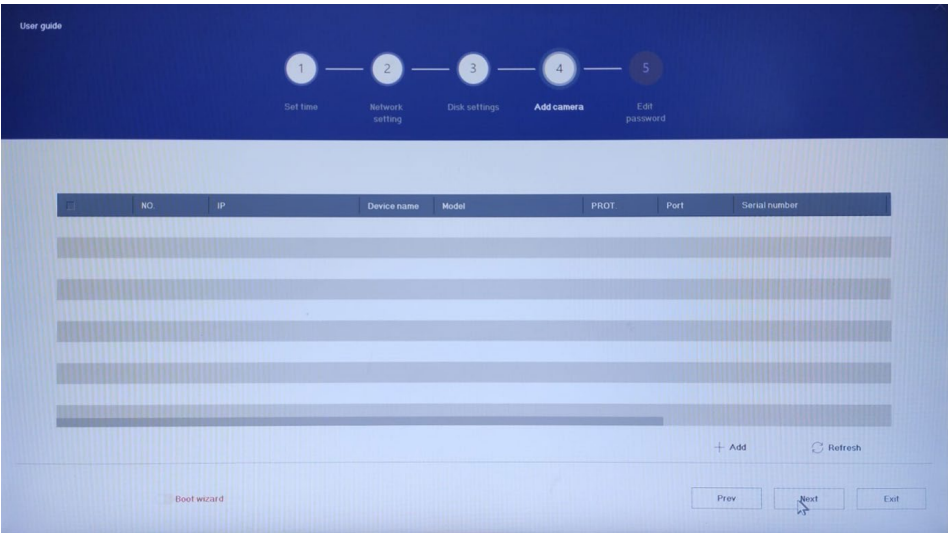 User guide
1 2 3 4 5
Set time Network setting Disk settings Add camera Edit password
NO. IP Device name Model PROT. Port Serial number
Add Refresh
Boot wizard Prev Next Exit